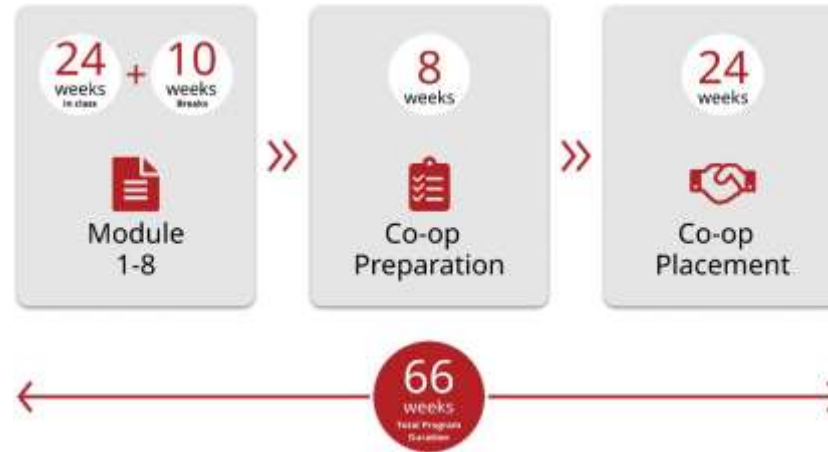 24 + 10
weeks weeks
In class Breaks
Module
1-8
8
weeks
Co-op
Preparation
24
weeks
Co-op
Placement
66
weeks
Total Program
Duration